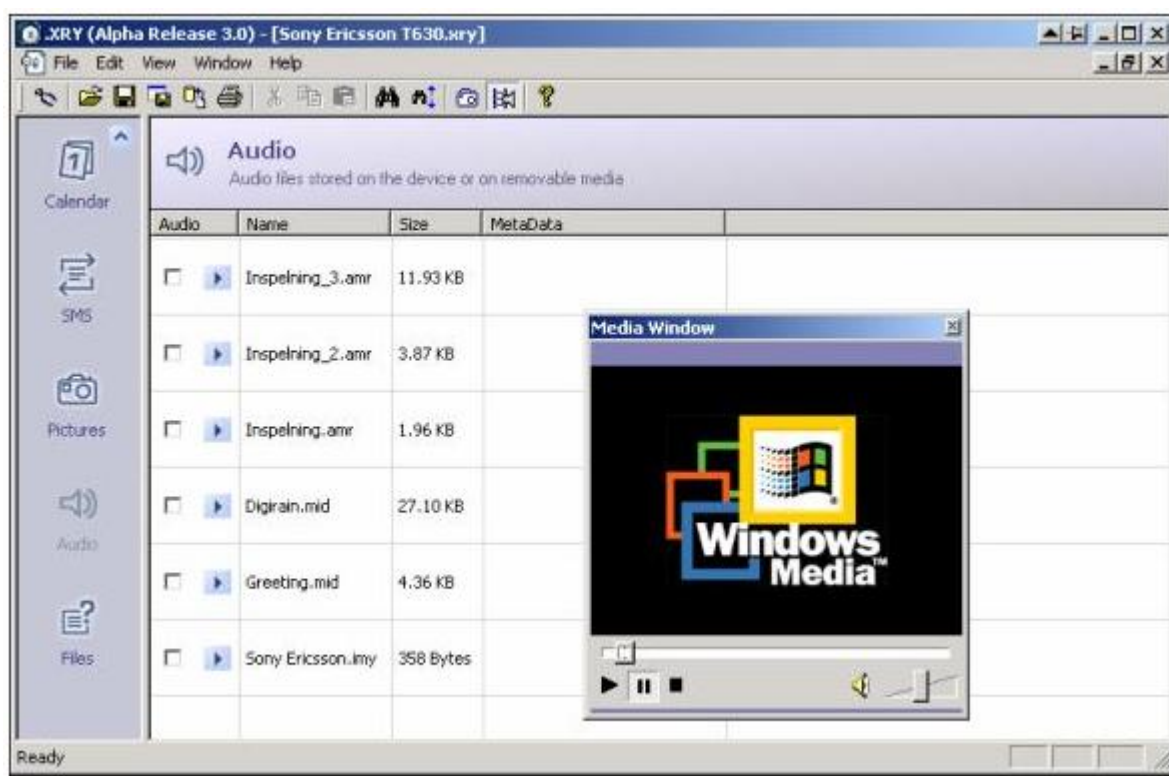 .XRY (Alpha Release 3.0) - [Sony Ericsson T630.xry]
File Edit View Window Help
Calendar
SMS
Pictures
Audio
Files
Audio
Audio files stored on the device or on removable media
Audio Name Size MetaData
Inspelning_3.amr 11.93 KB
Inspelning_2.amr 3.87 KB
Inspelning.amr 1.96 KB
Digirain.mid 27.10 KB
Greeting.mid 4.36 KB
Sony Ericsson.imy 358 Bytes
Media Window
Windows
Media™
Ready